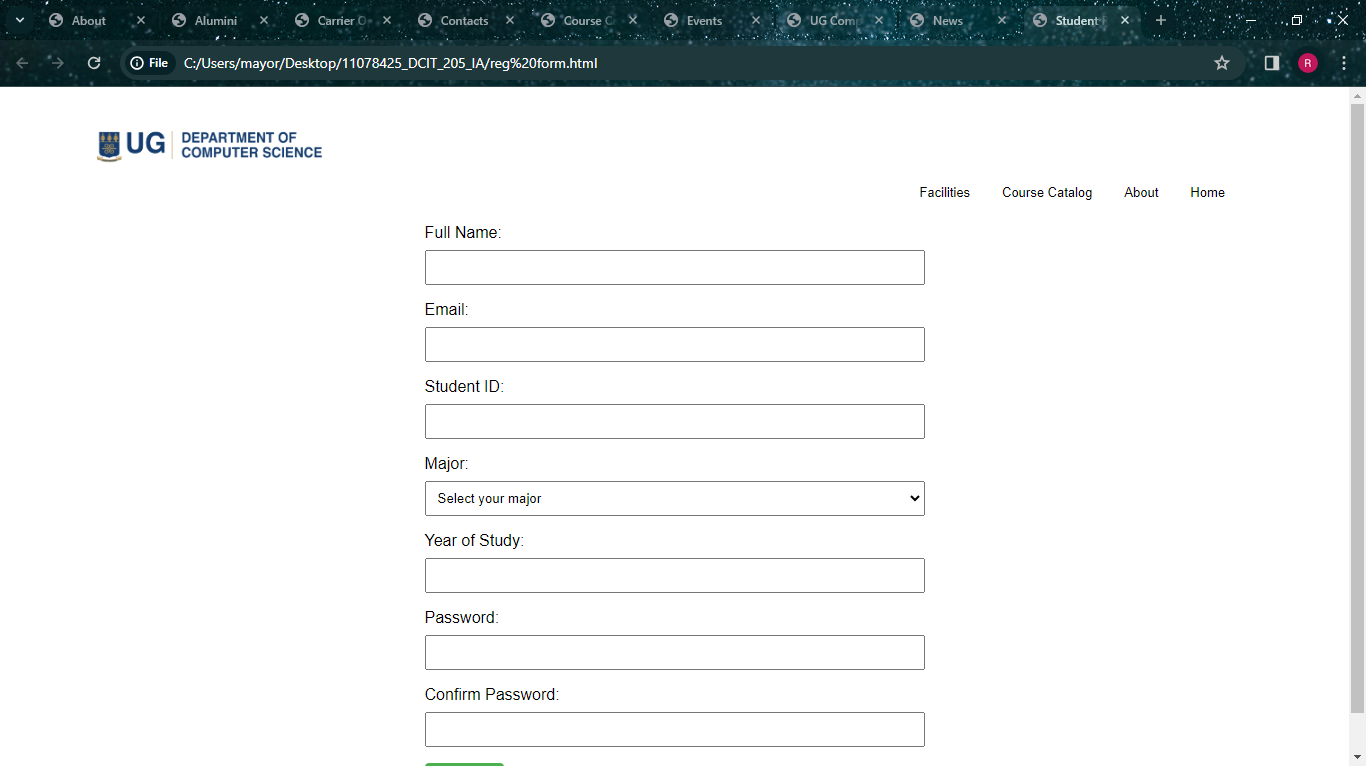 About
Alumini
Carrier O
Contacts
Course C
Events
UG Com
News
Student
File
C:/Users/mayor/Desktop/11078425_DCIT_205_IA/reg%20form.html
R
UG
DEPARTMENT OF
COMPUTER SCIENCE
Facilities
Course Catalog
About
Home
Full Name:
Email:
Student ID:
Major:
Select your major
Year of Study:
Password:
Confirm Password: